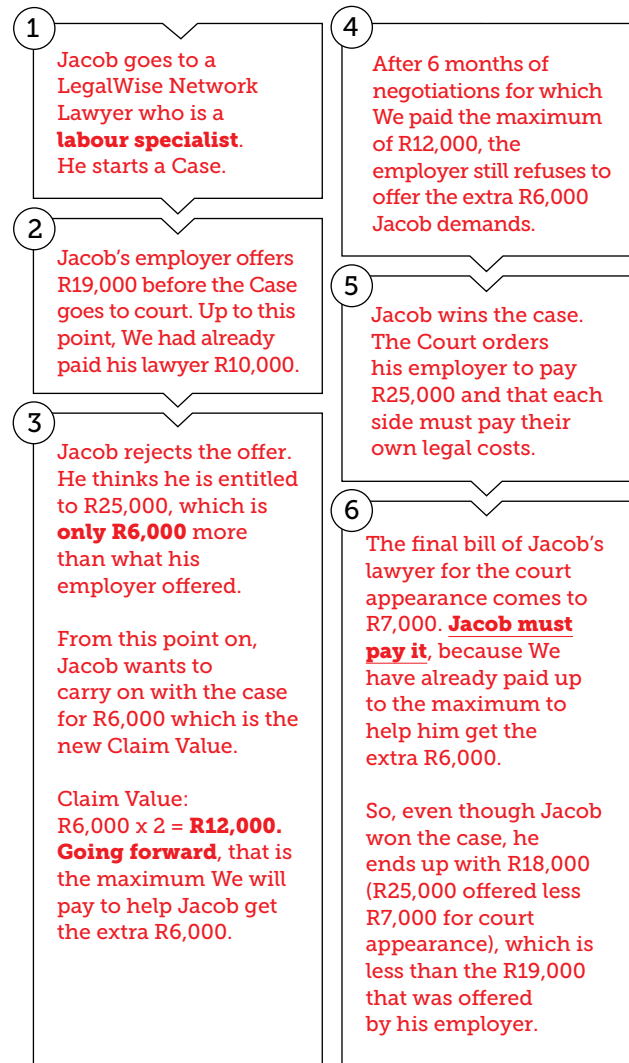 1
Jacob goes to a
LegalWise Network
Lawyer who is a
labour specialist.
He starts a Case.
2
Jacob's employer offers
R19,000 before the Case
goes to court. Up to this
point, We had already
paid his lawyer R10,000.
3
Jacob rejects the offer.
He thinks he is entitled
to R25,000, which is
only R6,000 more
than what his
employer offered.
From this point on,
Jacob wants to
carry on with the case
for R6,000 which is the
new Claim Value.
Claim Value:
R6,000 x 2 = R12,000.
Going forward, that is
the maximum We will
pay to help Jacob get
the extra R6,000.
4
After 6 months of
negotiations for which
We paid the maximum
of R12,000, the
employer still refuses to
offer the extra R6,000
Jacob demands.
5
Jacob wins the case.
The Court orders
his employer to pay
R25,000 and that each
side must pay their
own legal costs.
6
The final bill of Jacob's
lawyer for the court
appearance comes to
R7,000. Jacob must
pay it, because We
have already paid up
to the maximum to
help him get the
extra R6,000.
So, even though Jacob
won the case, he
ends up with R18,000
(R25,000 offered less
R7,000 for court
appearance), which is
less than the R19,000
that was offered
by his employer.